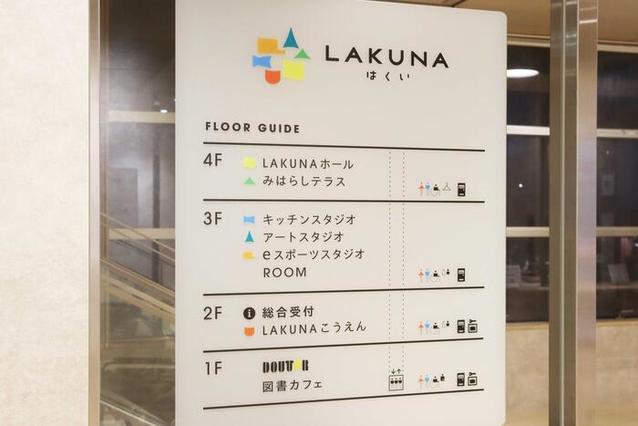 LAKUNA
はくい
FLOOR GUIDE
4F LAKUNAホール
みはらしテラス
3F キッチンスタジオ
アートスタジオ
eスポーツスタジオ
ROOM
2F 総合受付
LAKUNAこうえん
1F DOUTOR
図書カフェ